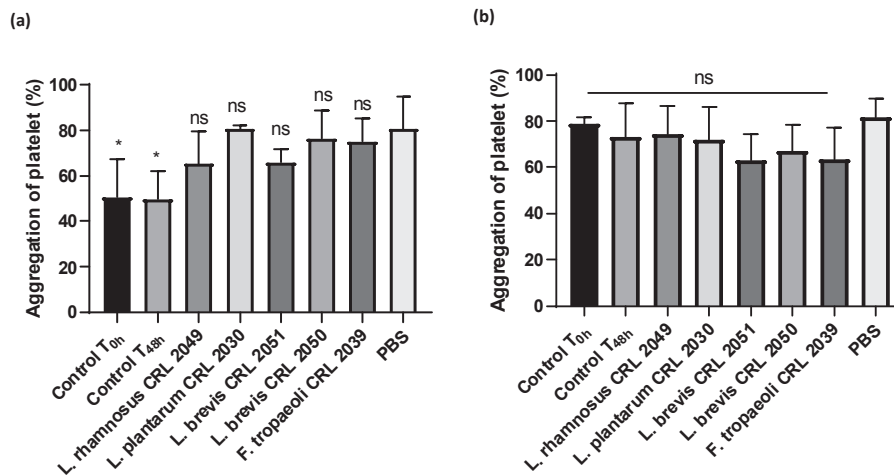 (a)
Aggregation of platelet (%)
100
80
60
40
20
0
*
*
ns
ns
ns
ns
ns
Control T0h
Control T48h
L. rhamnosus CRL 2049
L. plantarum CRL 2030
L. brevis CRL 2051
L. brevis CRL 2050
F. tropaeoli CRL 2039
PBS
(b)
Aggregation of platelet (%)
100
80
60
40
20
0
ns
Control T0h
Control T48h
L. rhamnosus CRL 2049
L. plantarum CRL 2030
L. brevis CRL 2051
L. brevis CRL 2050
F. tropaeoli CRL 2039
PBS